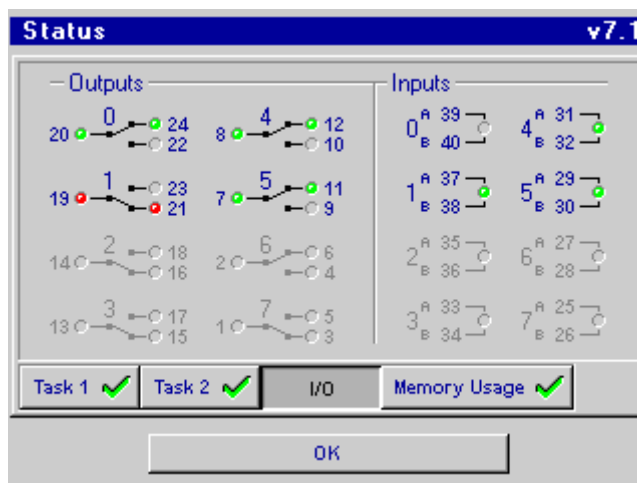 Status v7.1
Outputs Inputs
0 4
20 24 8 12
22 10
0 A 39 4 A 31
B 40 B 32
1 5
19 23 7 11
21 9
1 A 37 5 A 29
B 38 B 30
2 6
14 18 2 6
16 4
2 A 35 6 A 27
B 36 B 28
3 7
13 17 1 5
15 3
3 A 33 7 A 25
B 34 B 26
Task 1 Task 2 I/O Memory Usage
OK